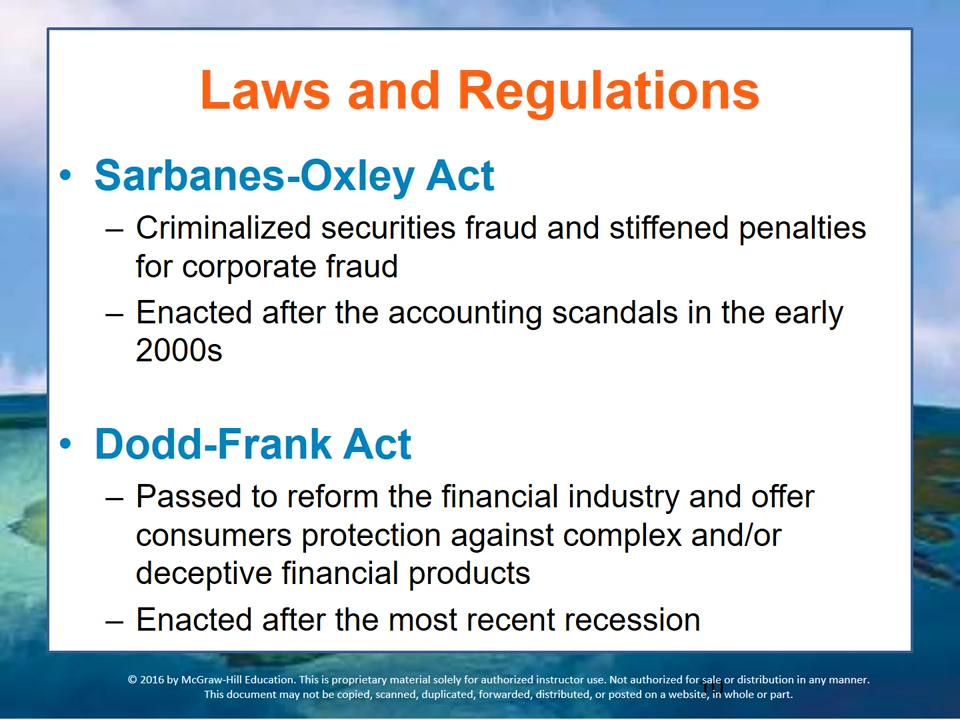 Laws and Regulations
• Sarbanes-Oxley Act
– Criminalized securities fraud and stiffened penalties
for corporate fraud
– Enacted after the accounting scandals in the early
2000s
• Dodd-Frank Act
– Passed to reform the financial industry and offer
consumers protection against complex and/or
deceptive financial products
– Enacted after the most recent recession
© 2016 by McGraw-Hill Education. This is proprietary material solely for authorized instructor use. Not authorized for sale or distribution in any manner.
This document may not be copied, scanned, duplicated, forwarded, distributed, or posted on a website, in whole or part.